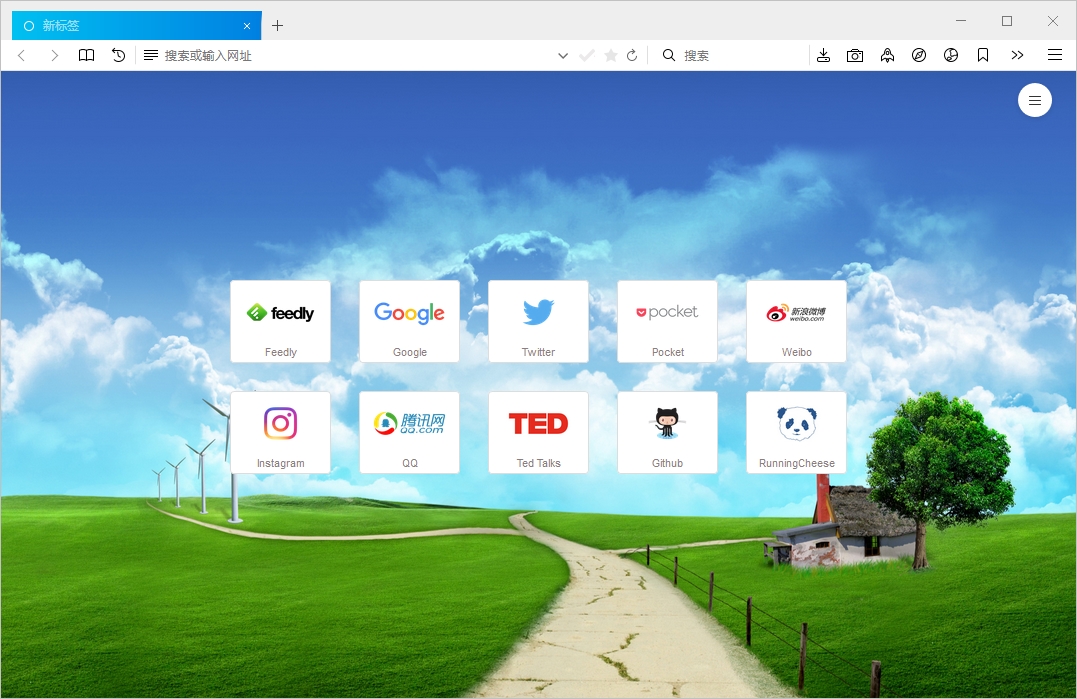 新标签
搜索或输入网址
搜索
feedly
Feedly
Google
Google
Twitter
pocket
Pocket
新浪微博
weibo.com
Weibo
Instagram
腾讯网
QQ.com
QQ
TED
Ted Talks
Github
RunningCheese